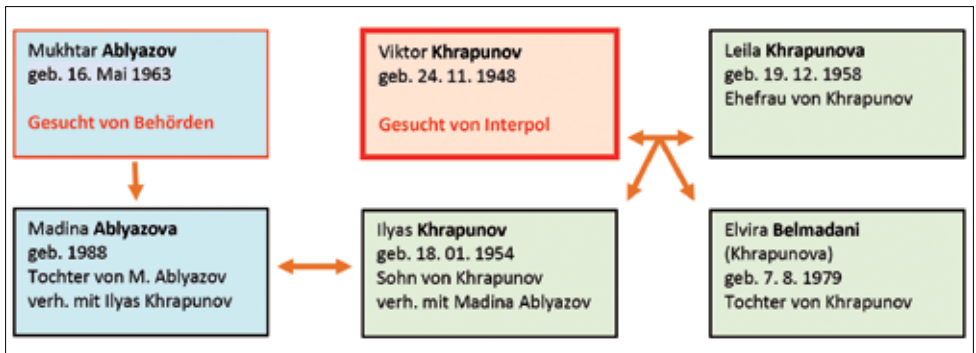 Mukhtar Ablyazov
geb. 16. Mai 1963
Gesucht von Behörden
Viktor Khrapunov
geb. 24. 11. 1948
Gesucht von Interpol
Leila Khrapunova
geb. 19. 12. 1958
Ehefrau von Khrapunov
Madina Ablyazova
geb. 1988
Tochter von M. Ablyazov
verh. mit Ilyas Khrapunov
Ilyas Khrapunov
geb. 18. 01. 1954
Sohn von Khrapunov
verh. mit Madina Ablyazov
Elvira Belmadani
(Khrapunova)
geb. 7. 8. 1979
Tochter von Khrapunov